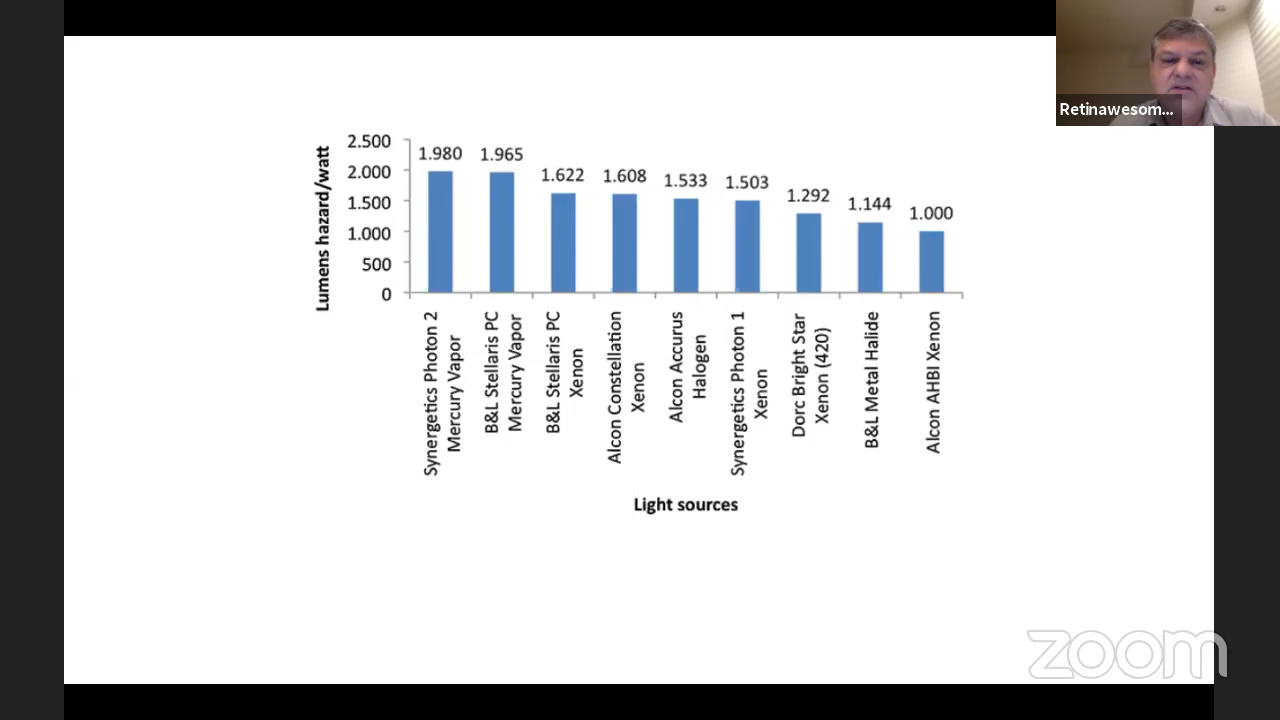 Retinawesom...
Lumens hazard/watt
2.500
2.000
1.500
1.000
500
0
1.980
1.965
1.622
1.608
1.533
1.503
1.292
1.144
1.000
Synergetics Photon 2
Mercury Vapor
B&L Stellaris PC
Mercury Vapor
B&L Stellaris PC
Xenon
Alcon Constellation
Xenon
Alcon Accurus
Halogen
Synergetics Photon 1
Xenon
Dorc Bright Star
Xenon (420)
B&L Metal Halide
Alcon AHBI Xenon
Light sources
zoom